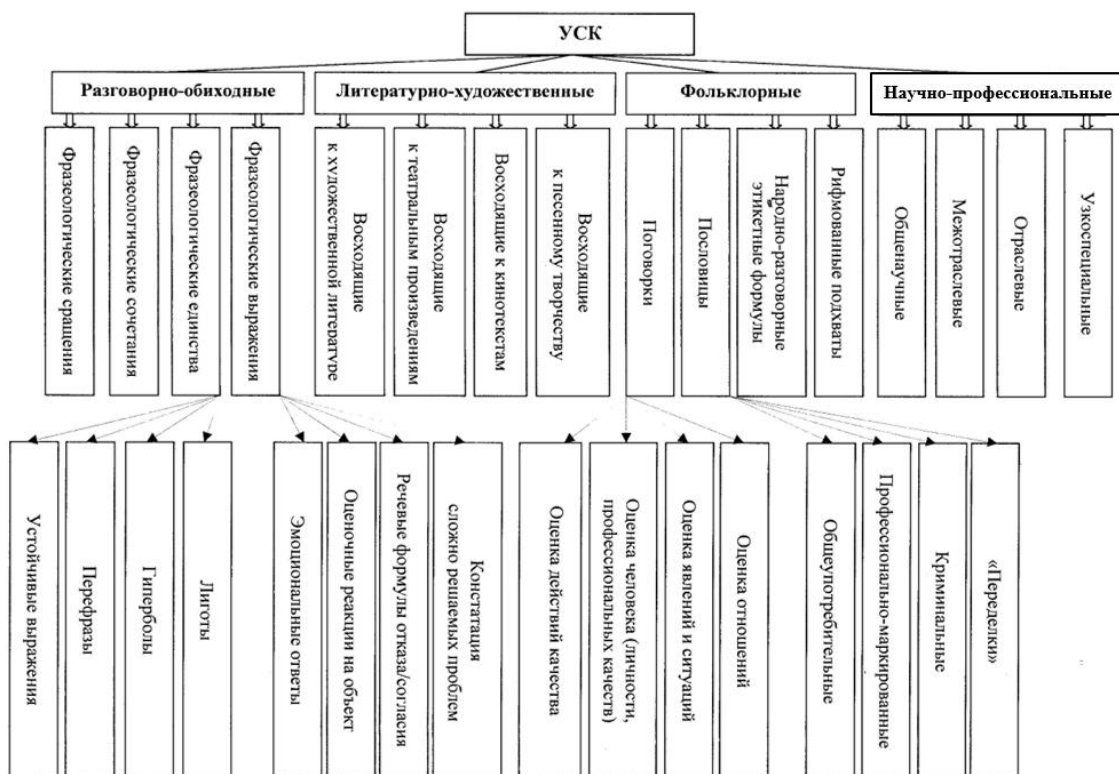 УСК
Разговорно-обиходные
Литературно-художественные
Фольклорные
Научно-профессиональные
Фразеологические сращения
Фразеологические сочетания
Фразеологические единства
Фразеологические выражения
Восходящие
к художественной литературе
Восходящие
к театральным произведениям
Восходящие к кинотекстам
Восходящие
к песенному творчеству
Поговорки
Пословицы
Народно-разговорные
этикетные формулы
Рифмованные подхваты
Общенаучные
Межотраслевые
Отраслевые
Узкоспециальные
Устойчивые выражения
Перефразы
Гиперболы
Литоты
Эмоциональные ответы
Оценочные реакции на объект
Речевые формулы отказа/согласия
Констатация
сложно решаемых проблем
Оценка действий качества
Оценка человека (личности,
профессиональных качеств)
Оценка явлений и ситуаций
Оценка отношений
Общеупотребительные
Профессионально-маркированные
Криминальные
«Переделки»